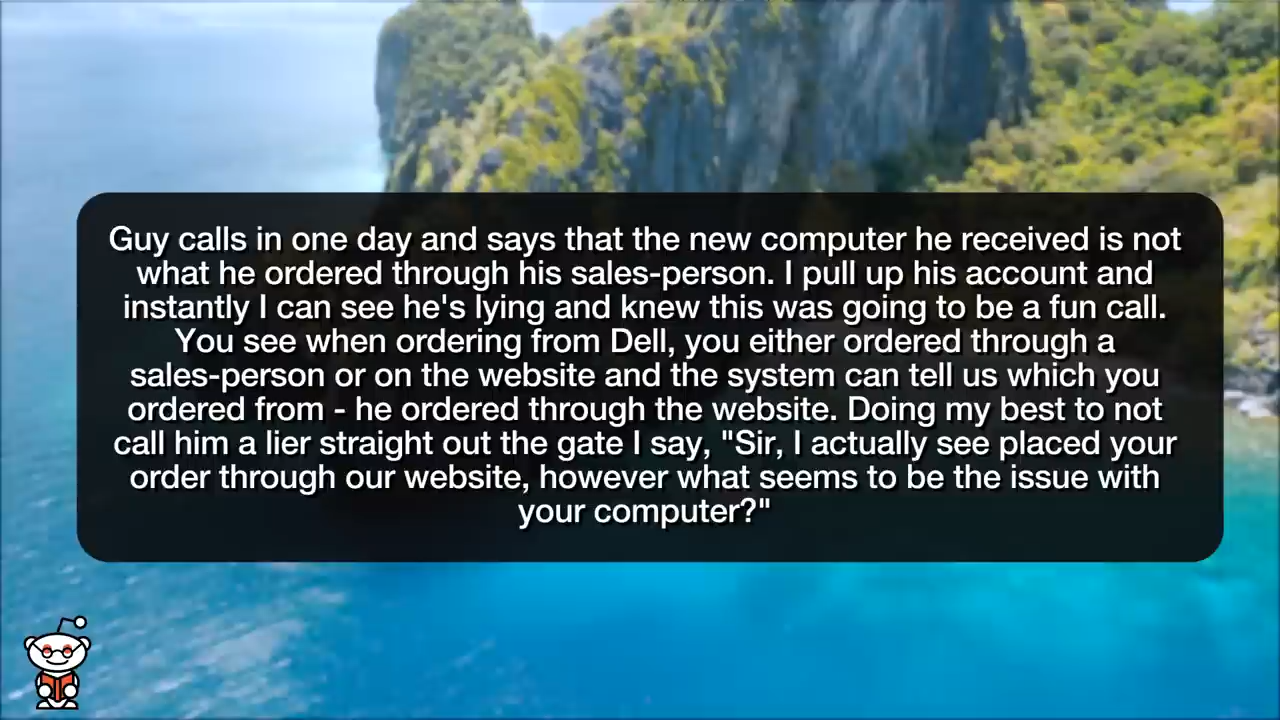 Guy calls in one day and says that the new computer he received is not
what he ordered through his sales-person. I pull up his account and
instantly I can see he's lying and knew this was going to be a fun call.
You see when ordering from Dell, you either ordered through a
sales-person or on the website and the system can tell us which you
ordered from - he ordered through the website. Doing my best to not
call him a lier straight out the gate I say, "Sir, I actually see placed your
order through our website, however what seems to be the issue with
your computer?"